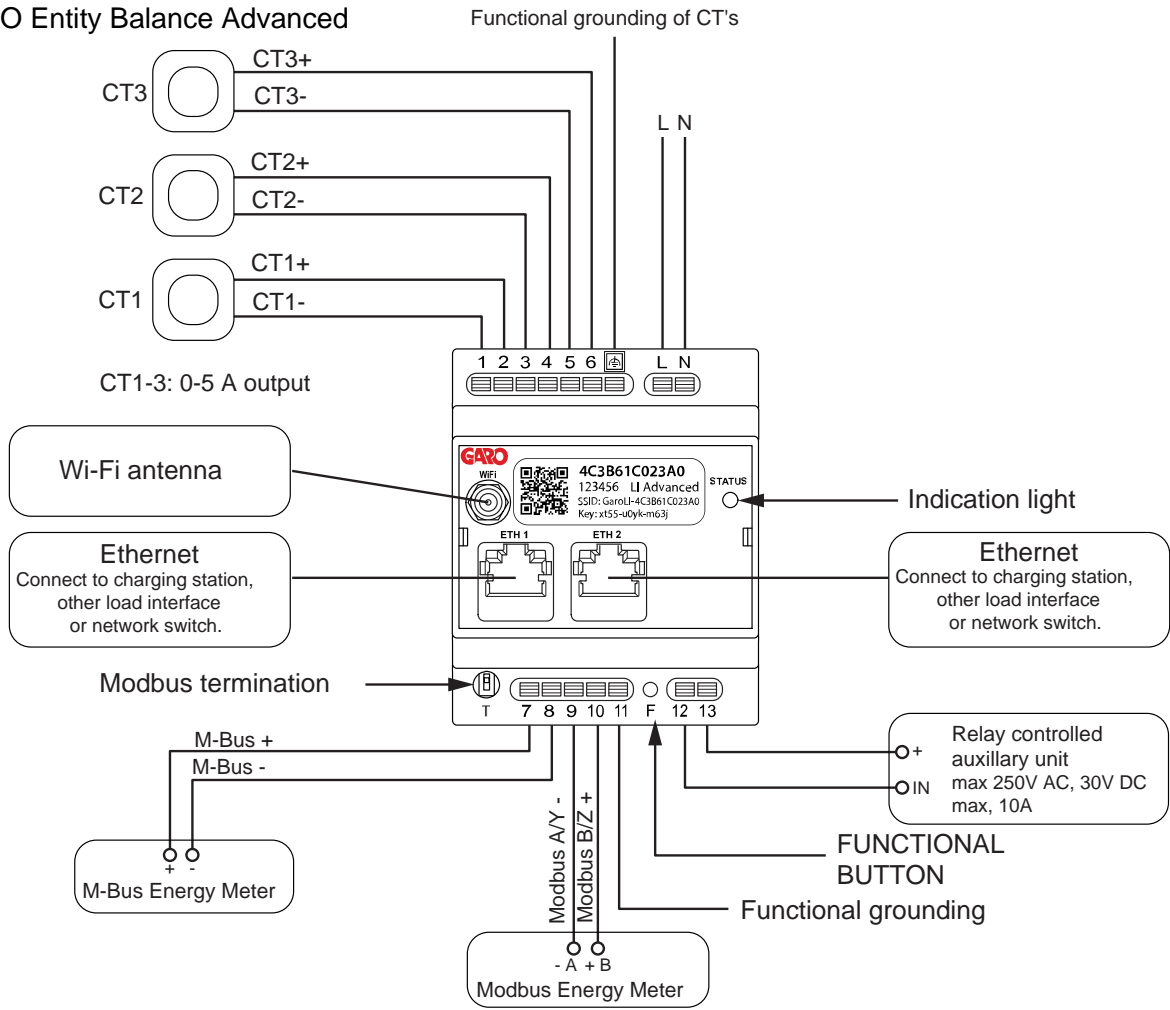 O Entity Balance Advanced
Functional grounding of CT's
CT3
CT3+
CT3-
CT2
CT2+
CT2-
CT1
CT1+
CT1-
CT1-3: 0-5 A output
L N
1 2 3 4 5 6
L N
GARO
WiFi
4C3B61C023A0
123456 LI Advanced
SSID: GaroLI-4C3B61C023A0
Key: xt55-u0yk-m63j
STATUS
ETH 1
ETH 2
Wi-Fi antenna
Indication light
Ethernet
Connect to charging station,
other load interface
or network switch.
Ethernet
Connect to charging station,
other load interface
or network switch.
Modbus termination
T 7 8 9 10 11 F 12 13
M-Bus +
M-Bus -
+ -
M-Bus Energy Meter
Modbus A/Y -
Modbus B/Z +
- A + B
Modbus Energy Meter
+
IN
Relay controlled
auxillary unit
max 250V AC, 30V DC
max, 10A
FUNCTIONAL
BUTTON
Functional grounding